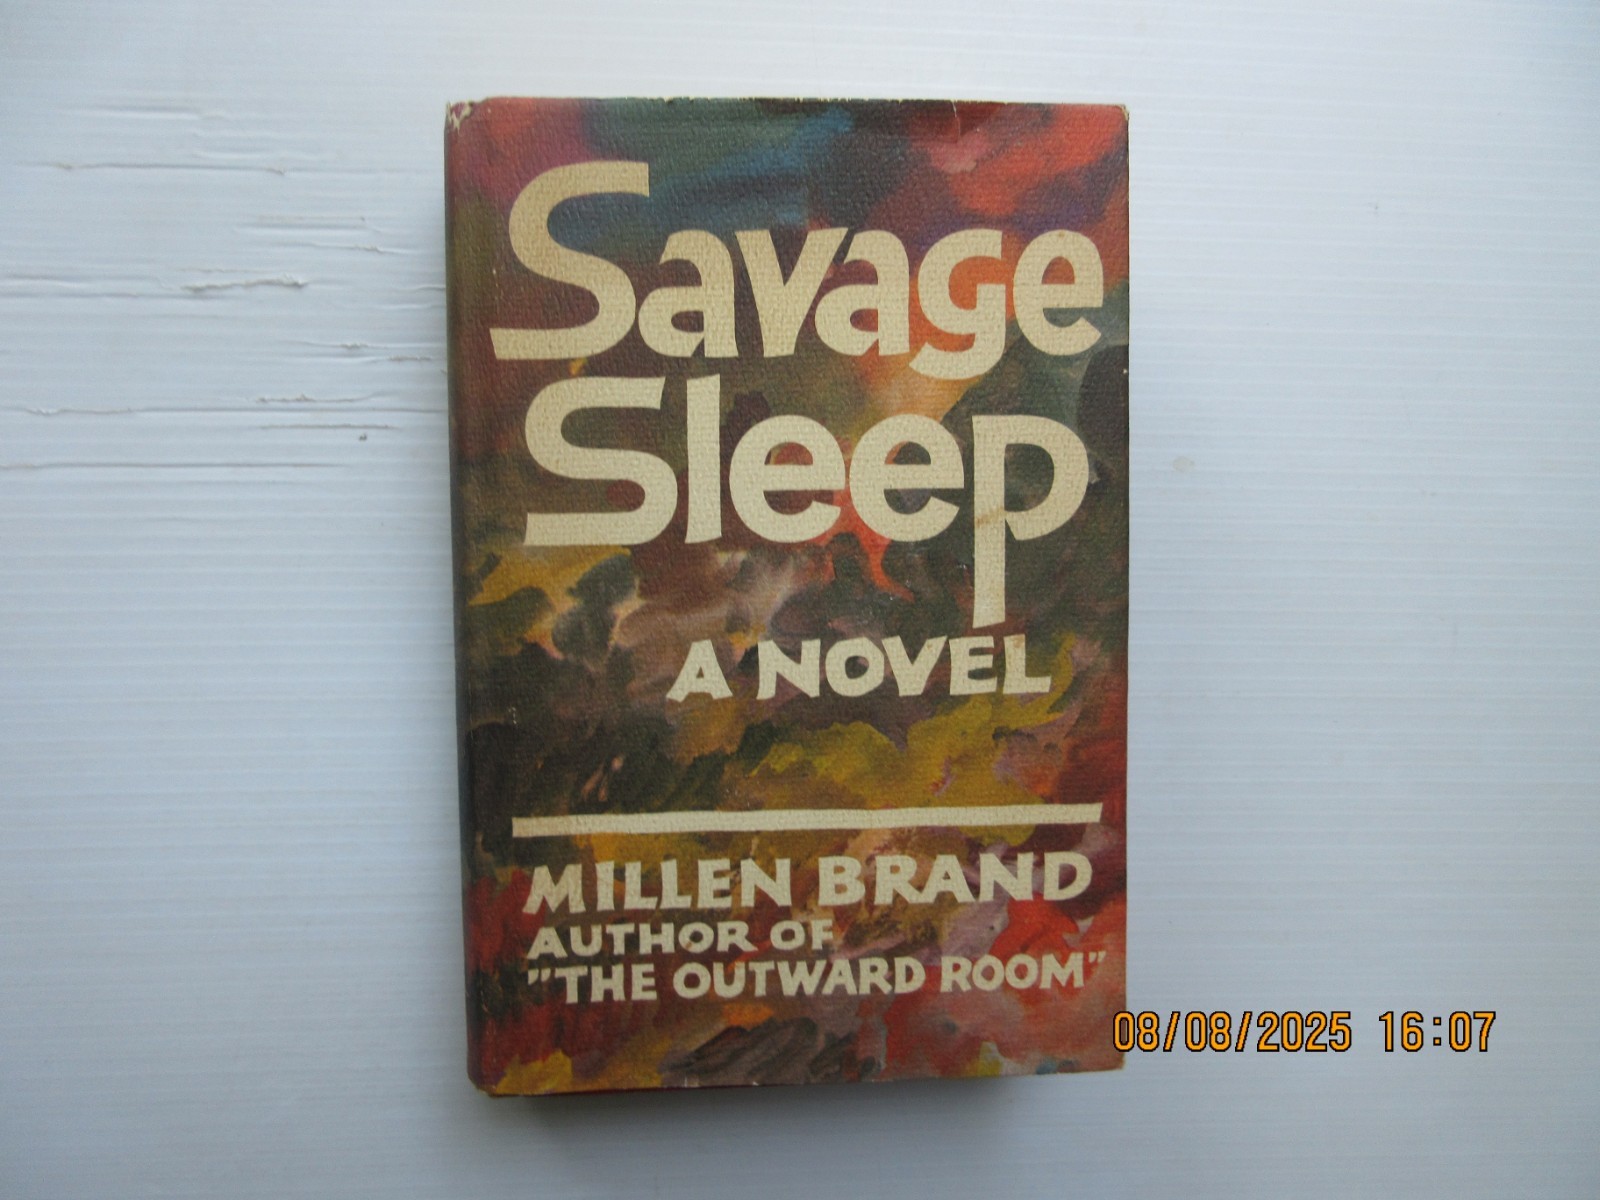 Savage
Sleep
A NOVEL
MILLEN BRAND
AUTHOR OF
"THE OUTWARD ROOM"
08/08/2025 16:07